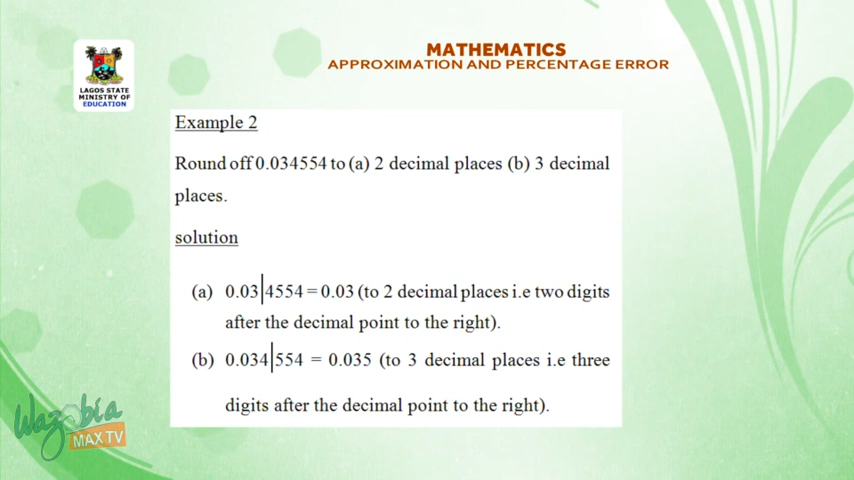 MATHEMATICS
APPROXIMATION AND PERCENTAGE ERROR
LAGOS STATE
MINISTRY OF
EDUCATION
Example 2
Round off 0.034554 to (a) 2 decimal places (b) 3 decimal
places.
solution
(a) 0.03|4554 = 0.03 (to 2 decimal places i.e two digits
after the decimal point to the right).
(b) 0.034|554 = 0.035 (to 3 decimal places i.e three
digits after the decimal point to the right).
Wazobia
MAX TV